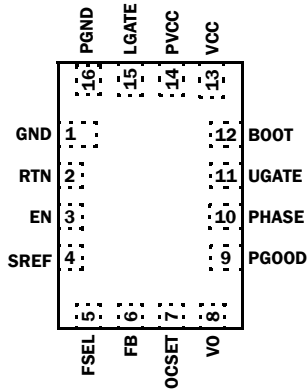 PGND LGATE PVCC VCC
16 15 14 13
GND 1 12 BOOT
RTN 2 11 UGATE
EN 3 10 PHASE
SREF 4 9 PGOOD
5 6 7 8
FSEL FB OCSET VO